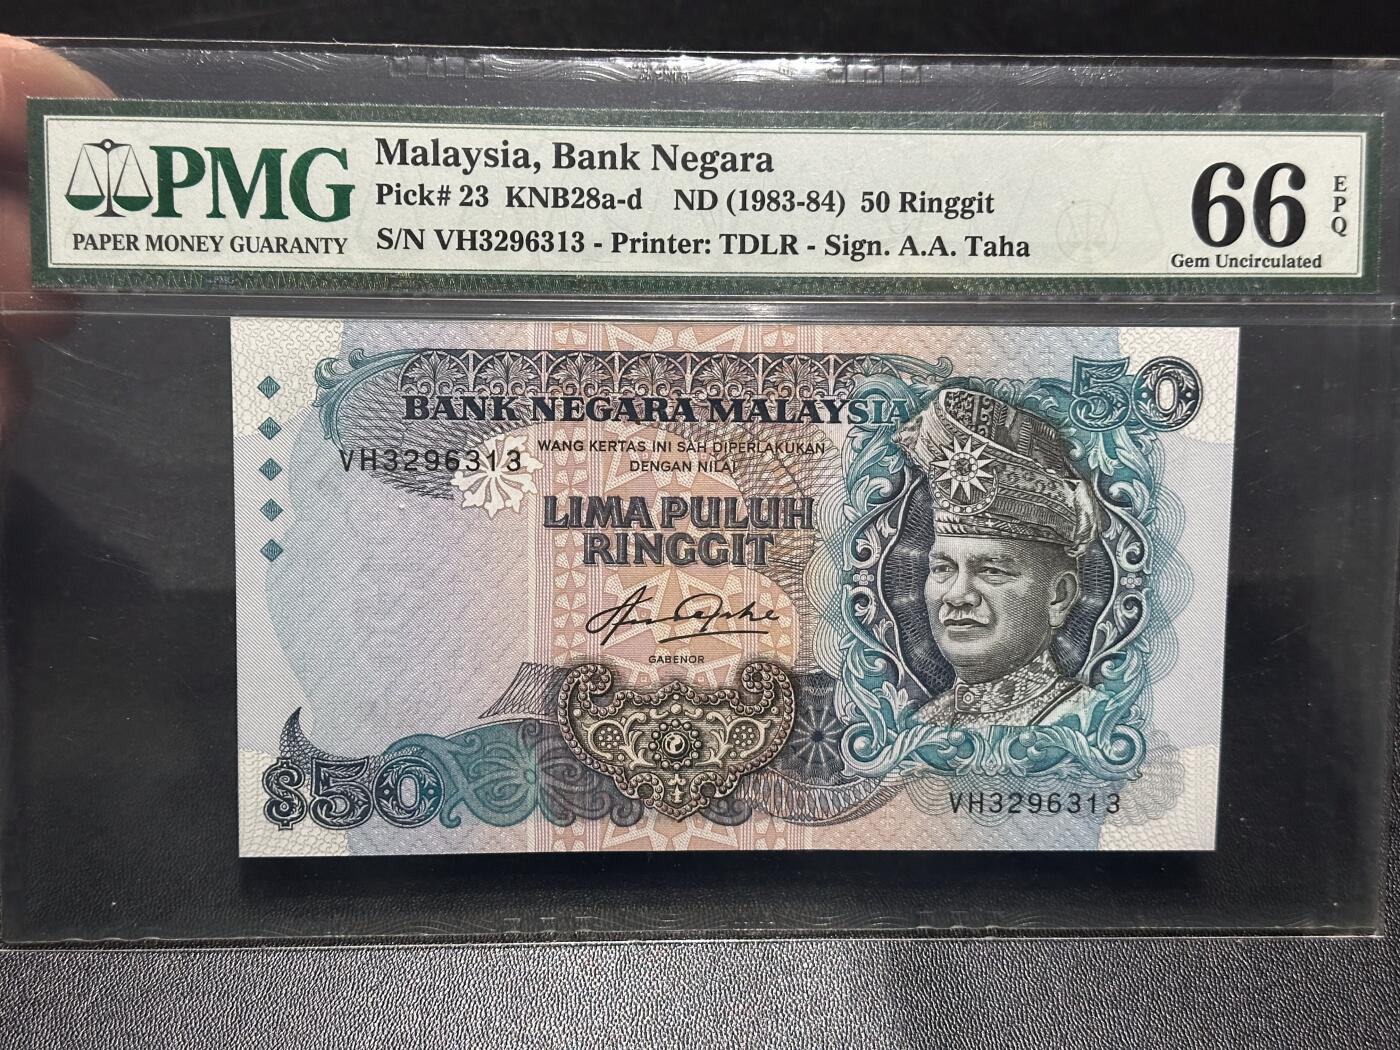 PMG
PAPER MONEY GUARANTY
Malaysia, Bank Negara
Pick# 23 KNB28a-d ND (1983-84) 50 Ringgit
S/N VH3296313 - Printer: TDLR - Sign. A.A. Taha
66
EPQ
Gem Uncirculated
50
BANK NEGARA MALAYSIA
WANG KERTAS INI SAH DIPERLAKUKAN
DENGAN NILAI
VH3296313
LIMA PULUH
RINGGIT
GABENOR
$50
VH3296313